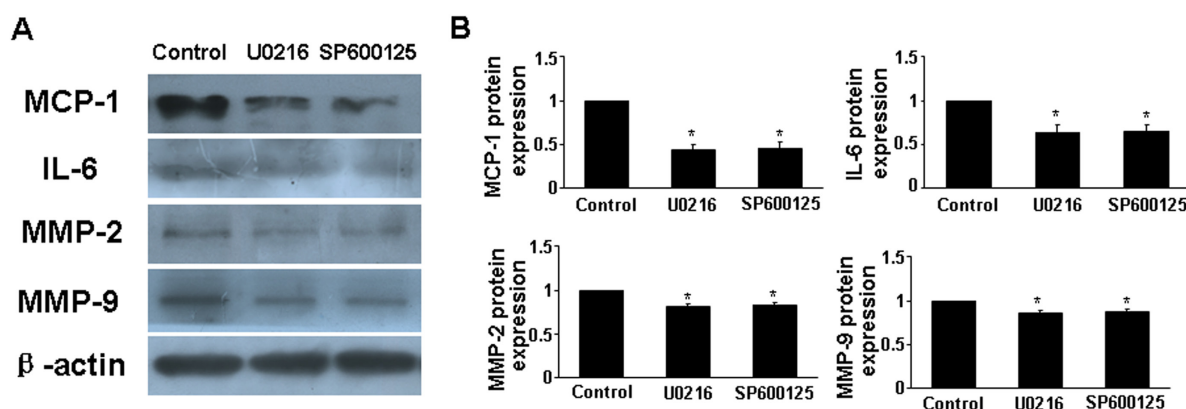 A
Control U0216 SP600125
MCP-1
IL-6
MMP-2
MMP-9
β-actin
B
MCP-1 protein
expression
1.5
1
0.5
0
*
*
Control U0216 SP600125
IL-6 protein
expression
1.5
1
0.5
0
*
*
Control U0216 SP600125
MMP-2 protein
expression
1.5
1
0.5
0
*
*
Control U0216 SP600125
MMP-9 protein
expression
1.5
1
0.5
0
*
*
Control U0216 SP600125